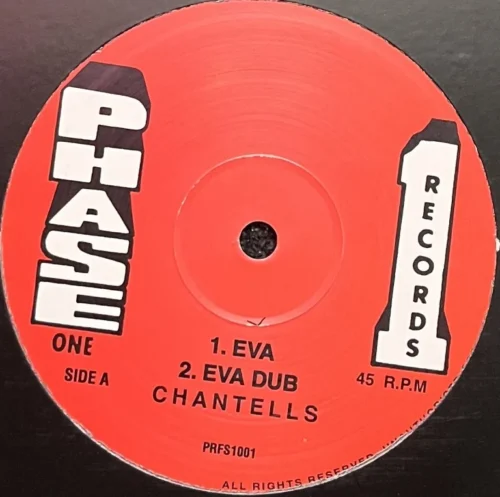 PHASE
ONE
SIDE A
1
RECORDS
45 R.P.M
1. EVA
2. EVA DUB
CHANTELLS
PRFS1001
ALL RIGHTS RESERVED